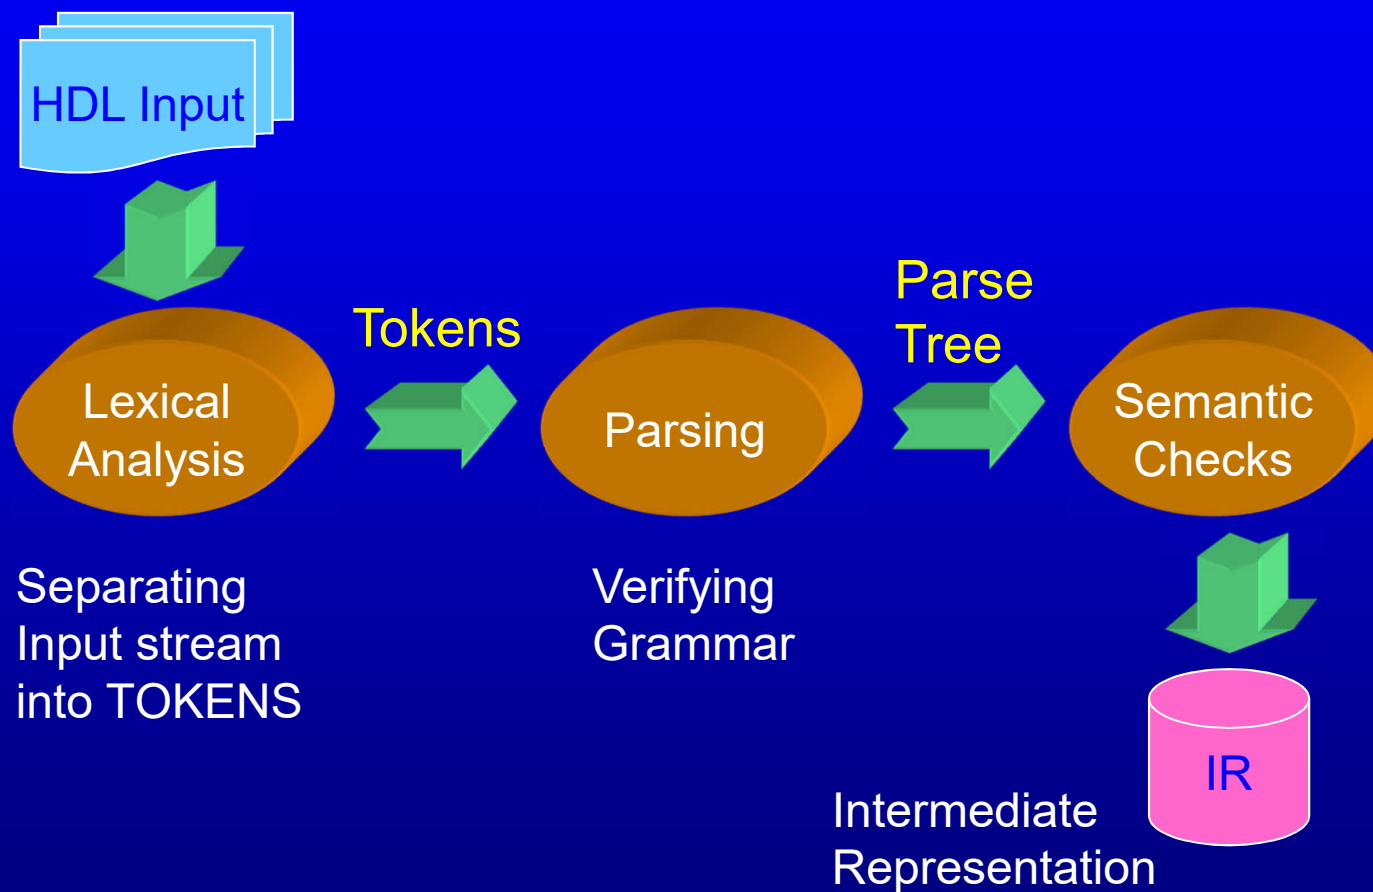 HDL Input
Tokens
Parse
Tree
Lexical
Analysis
Parsing
Semantic
Checks
Separating
Input stream
into TOKENS
Verifying
Grammar
IR
Intermediate
Representation